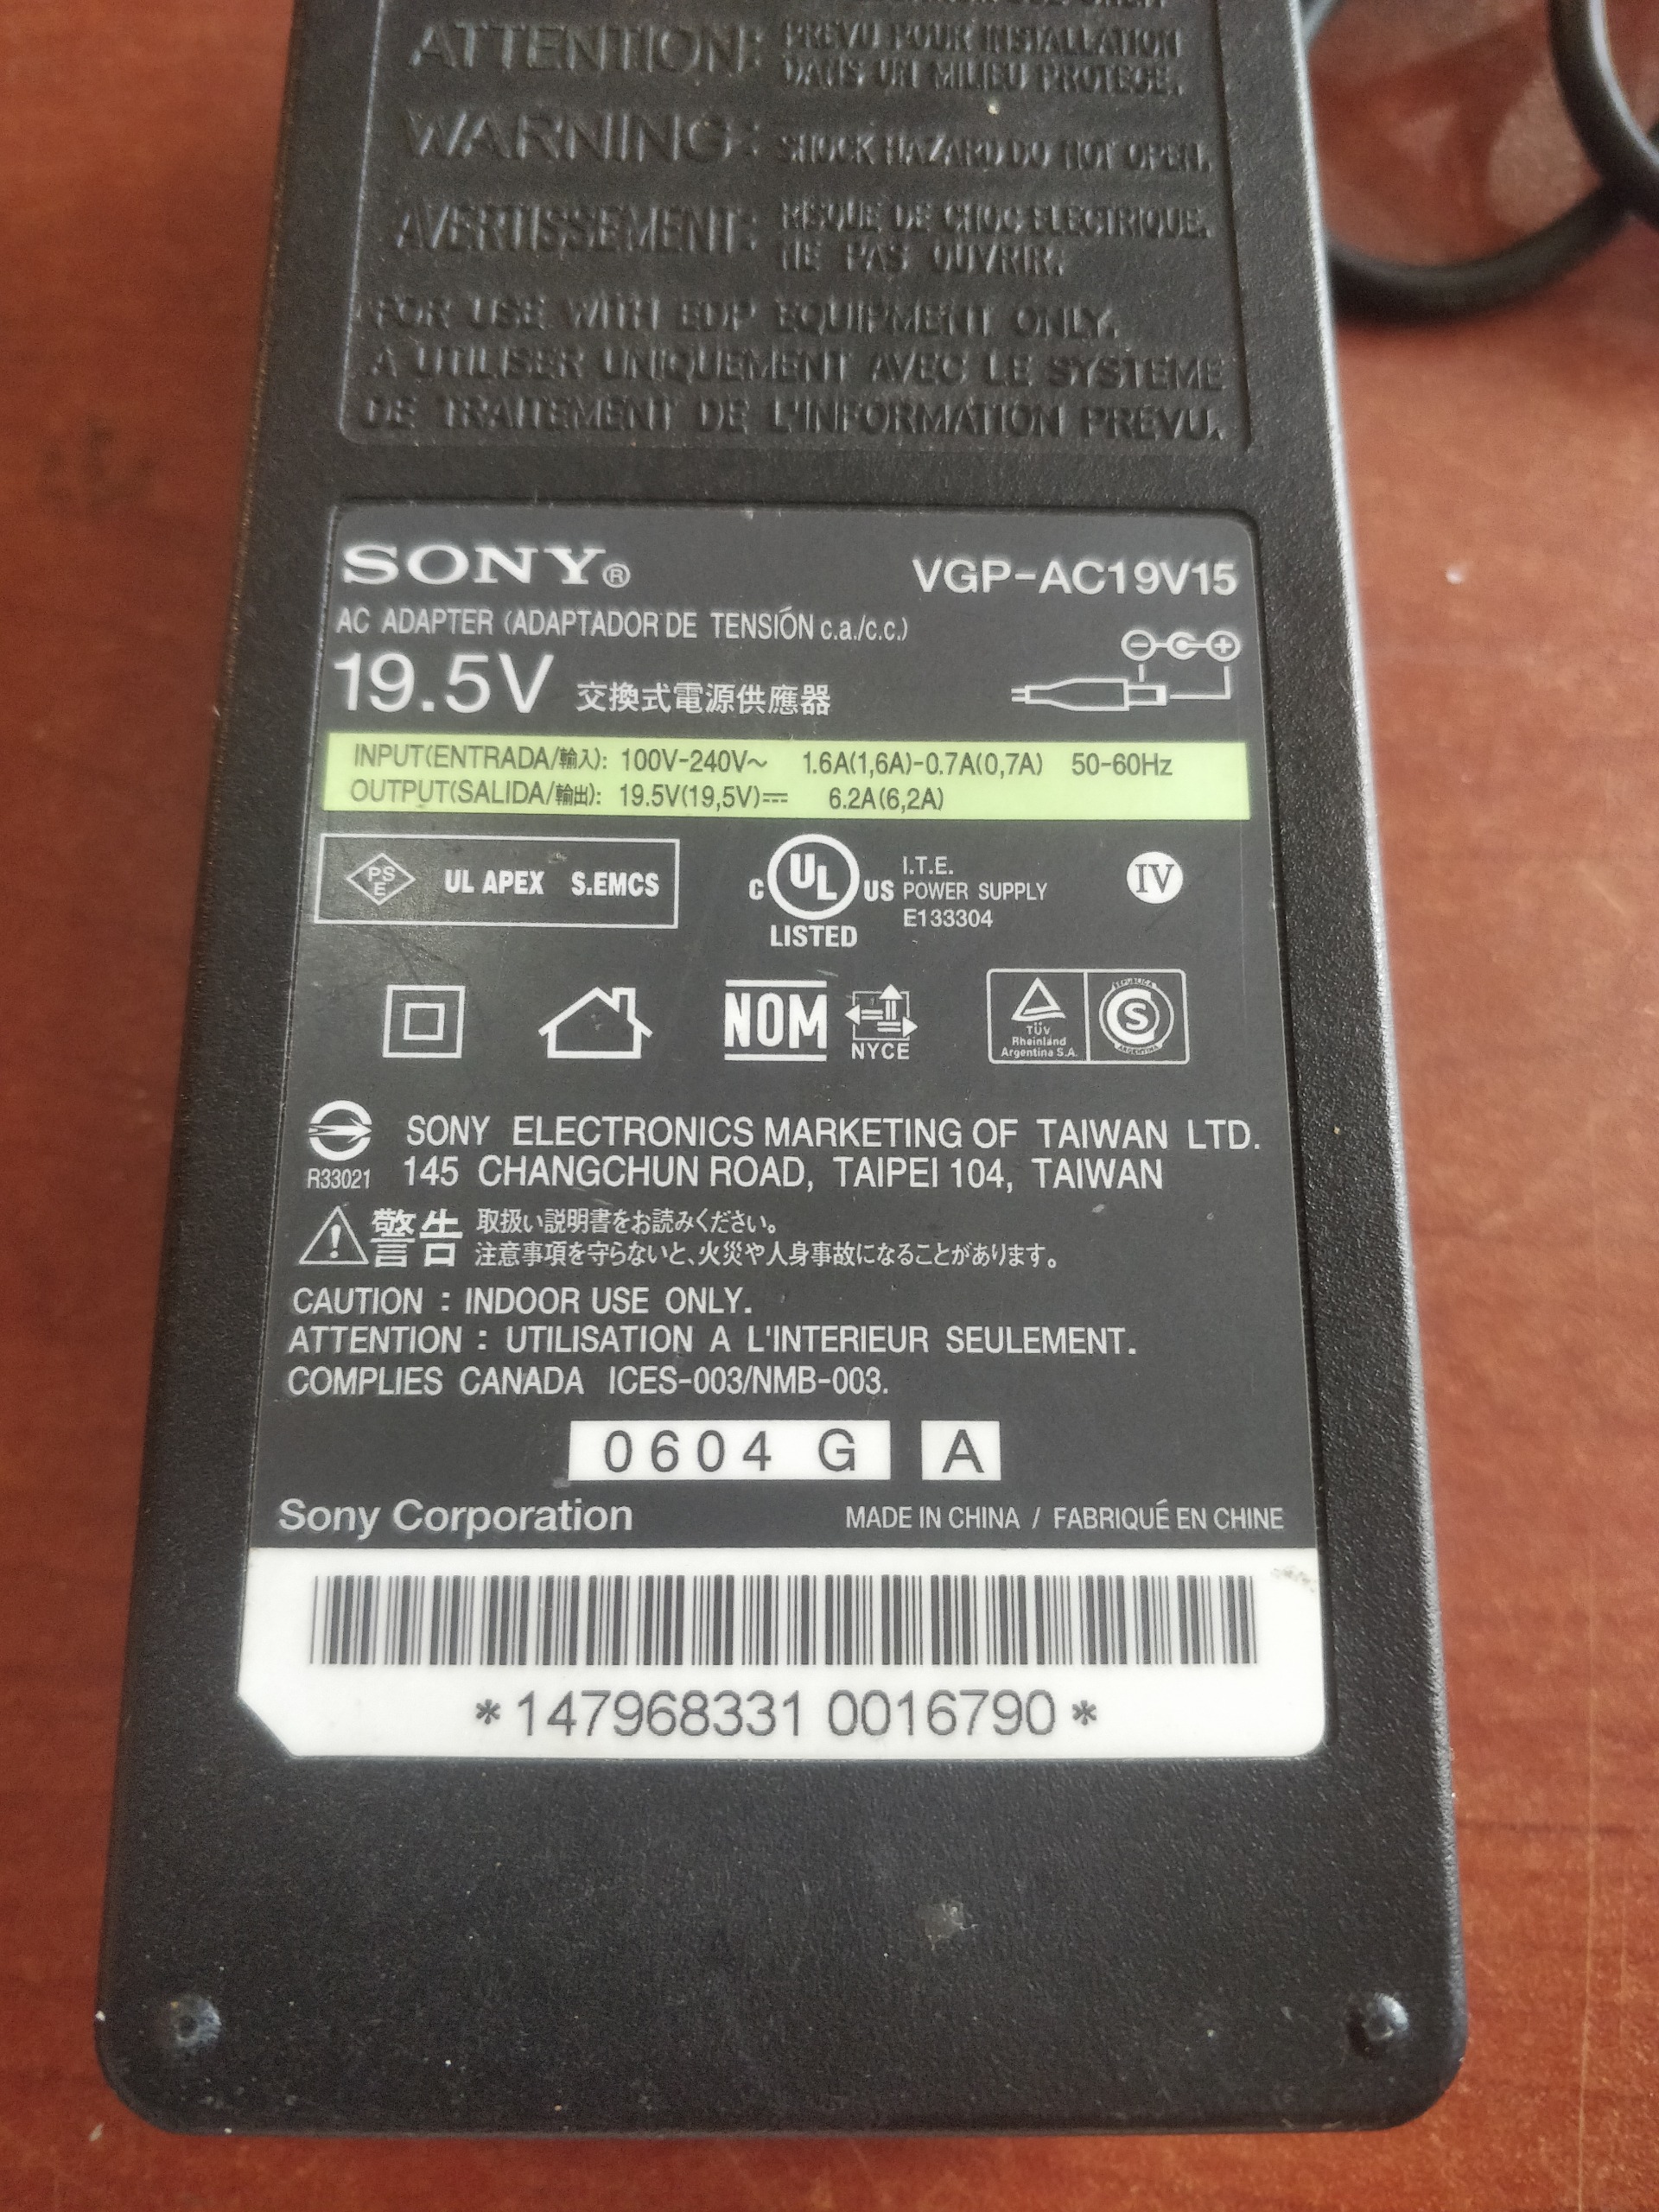 ATTENTION: PREVU POUR INSTALLATION
DANS UN MILIEU PROTEGE.
WARNING: SHOCK HAZARD DO NOT OPEN.
AVERTISSEMENT: RISQUE DE CHOC ELECTRIQUE.
NE PAS OUVRIR.
FOR USE WITH EDP EQUIPMENT ONLY.
A UTILISER UNIQUEMENT AVEC LE SYSTEME
DE TRAITEMENT DE L'INFORMATION PREVU.
SONY® VGP-AC19V15
AC ADAPTER (ADAPTADOR DE TENSIÓN c.a./c.c.)
19.5V 交換式電源供應器
INPUT(ENTRADA/輸入): 100V-240V~ 1.6A(1,6A)-0.7A(0,7A) 50-60Hz
OUTPUT(SALIDA/輸出): 19.5V(19,5V)⎓ 6.2A(6,2A)
PS
E
UL APEX S.EMCS
C UL US LISTED
I.T.E.
POWER SUPPLY
E133304
IV
NOM
NYCE
TÜV
Rheinland
Argentina S.A.
S
R33021
SONY ELECTRONICS MARKETING OF TAIWAN LTD.
145 CHANGCHUN ROAD, TAIPEI 104, TAIWAN
警告 取扱い説明書をお読みください。
注意事項を守らないと、火災や人身事故になることがあります。
CAUTION : INDOOR USE ONLY.
ATTENTION : UTILISATION A L'INTERIEUR SEULEMENT.
COMPLIES CANADA ICES-003/NMB-003.
0604 G A
Sony Corporation MADE IN CHINA / FABRIQUÉ EN CHINE
*147968331 0016790*